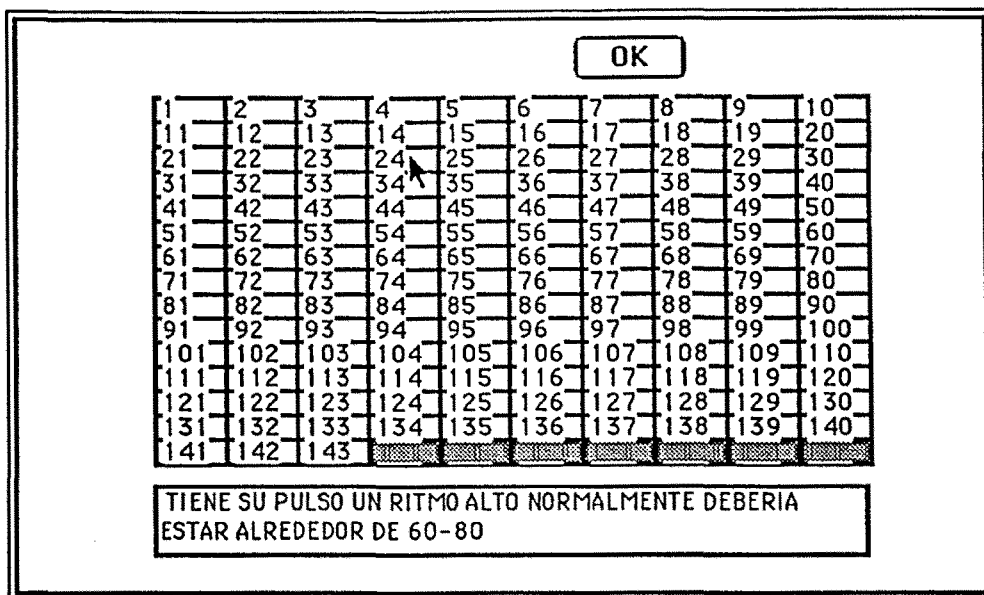 OK
1 2 3 4 5 6 7 8 9 10
11 12 13 14 15 16 17 18 19 20
21 22 23 24 25 26 27 28 29 30
31 32 33 34 35 36 37 38 39 40
41 42 43 44 45 46 47 48 49 50
51 52 53 54 55 56 57 58 59 60
61 62 63 64 65 66 67 68 69 70
71 72 73 74 75 76 77 78 79 80
81 82 83 84 85 86 87 88 89 90
91 92 93 94 95 96 97 98 99 100
101 102 103 104 105 106 107 108 109 110
111 112 113 114 115 116 117 118 119 120
121 122 123 124 125 126 127 128 129 130
131 132 133 134 135 136 137 138 139 140
141 142 143
TIENE SU PULSO UN RITMO ALTO NORMALMENTE DEBERIA
ESTAR ALREDEDOR DE 60-80